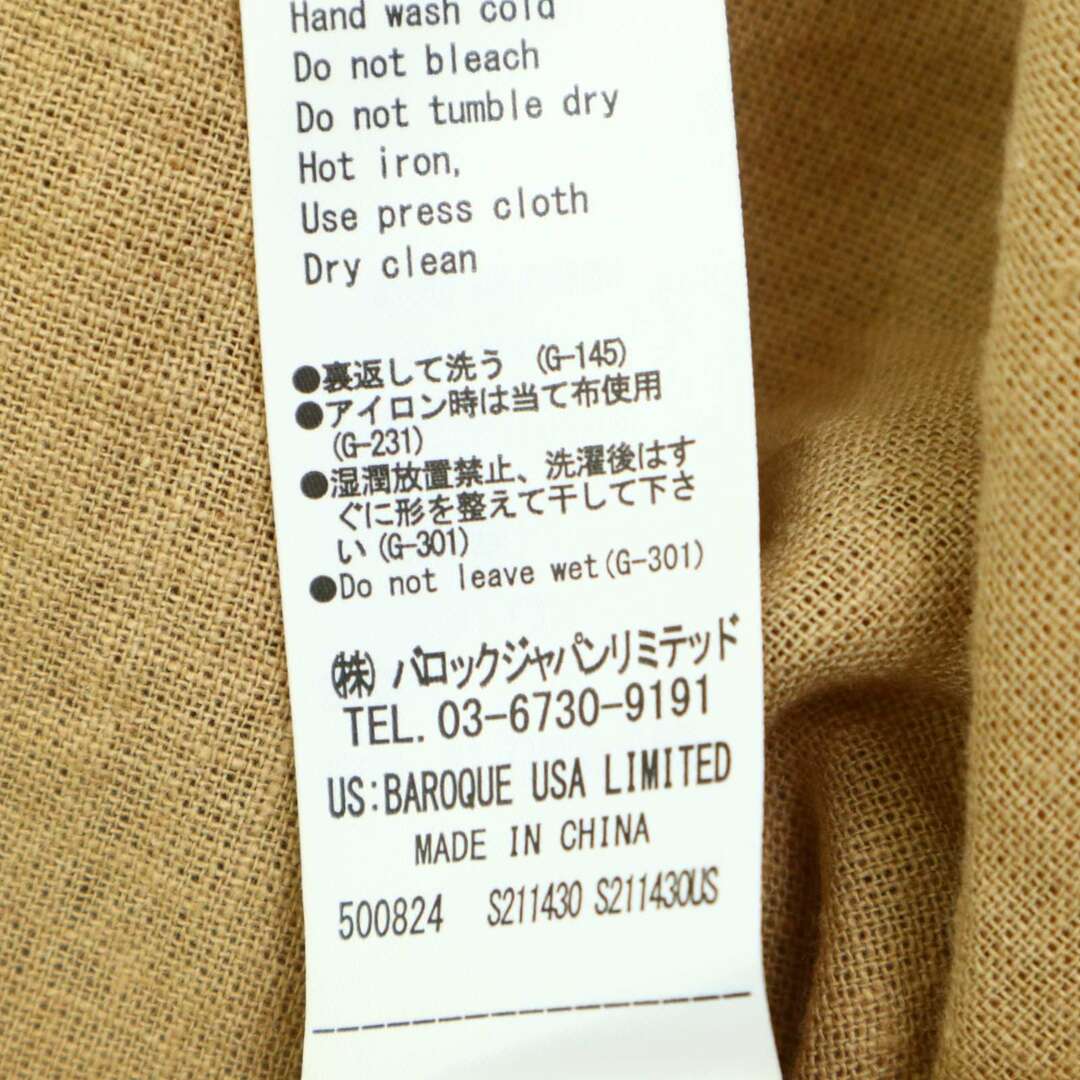 Hand wash cold
Do not bleach
Do not tumble dry
Hot iron,
Use press cloth
Dry clean
●裏返して洗う (G-145)
●アイロン時は当て布使用
(G-231)
●湿潤放置禁止、洗濯後はす
ぐに形を整えて干して下さ
い(G-301)
●Do not leave wet(G-301)
(株) バロックジャパンリミテッド
TEL. 03-6730-9191
US:BAROQUE USA LIMITED
MADE IN CHINA
500824 S211430 S211430US